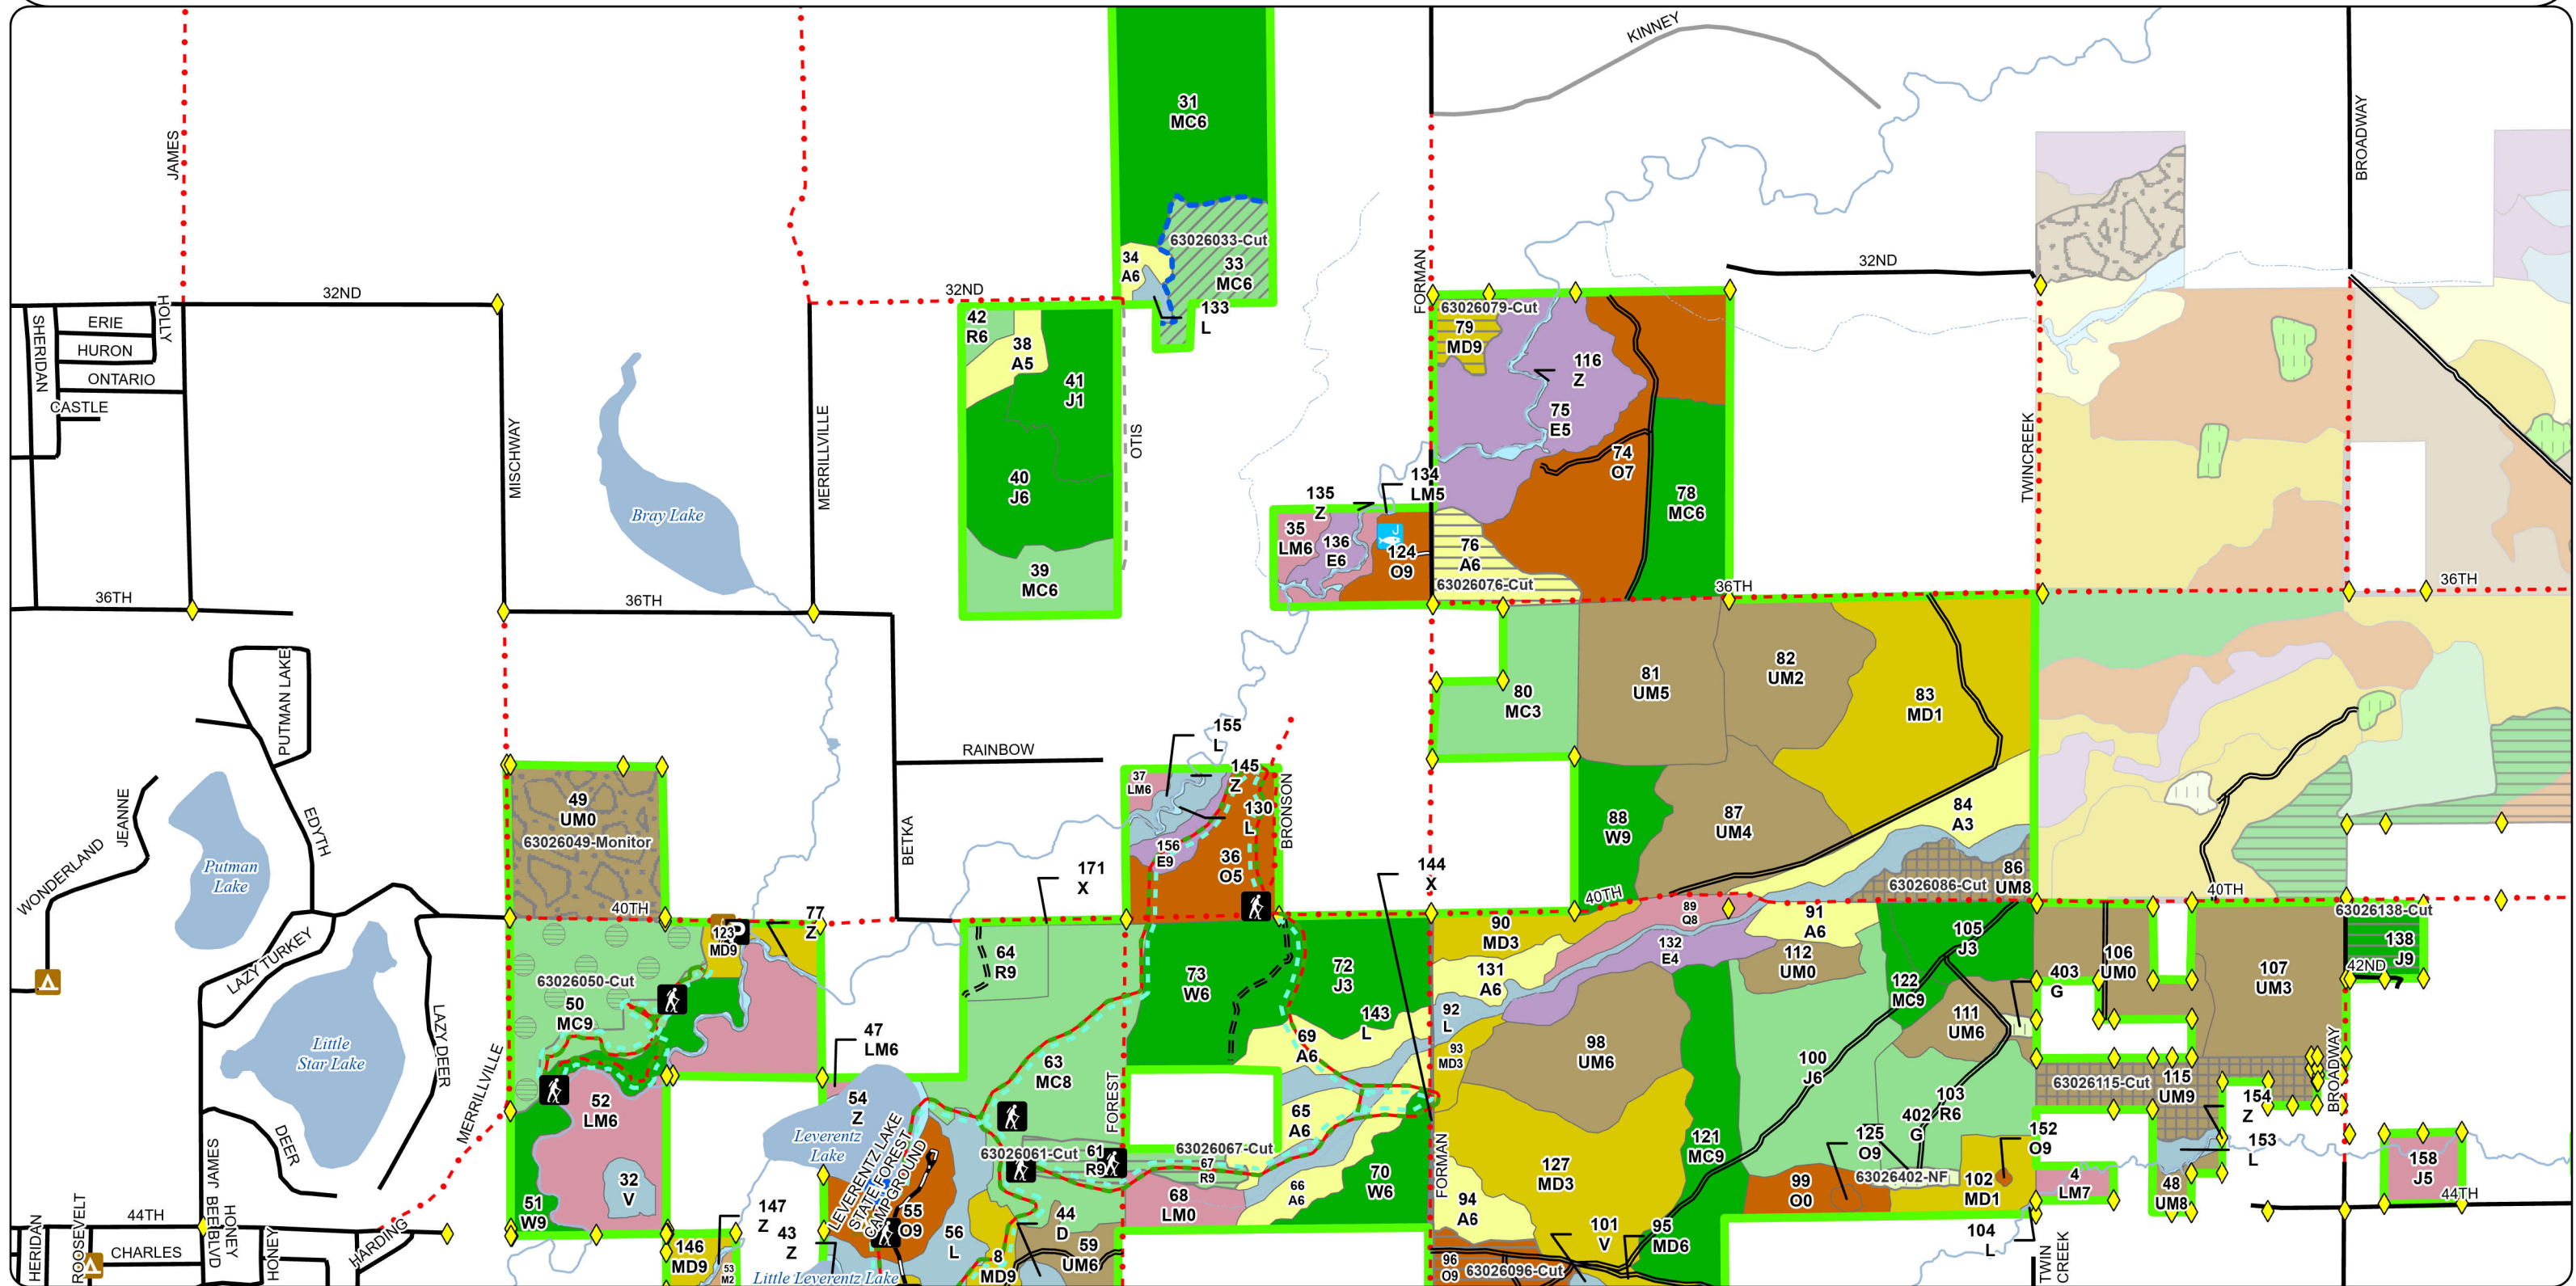 KINNEY
JAMES
BROADWAY
31
MC6
63026033-Cut
33
MC6
34
A6
133
L
32ND
32ND
32ND
HOLLY
SHERIDAN
ERIE
HURON
ONTARIO
CASTLE
MISCHWAY
MERRILLVILLE
Bray Lake
42
R6
38
A5
41
J1
40
J6
39
MC6
OTIS
FORMAN
63026079-Cut
79
MD9
116
Z
75
E5
74
O7
78
MC6
134
LM5
135
Z
35
LM6
136
E6
124
O9
J
76
A6
63026076-Cut
TWINCREEK
36TH
36TH
36TH
36TH
PUTMAN LAKE
81
UM5
82
UM2
83
MD1
80
MC3
155
L
RAINBOW
145
Z
37
LM6
130
L
156
E9
36
O5
BRONSON
49
UM0
63026049-Monitor
JEANNE
EDYTH
WONDERLAND
Putman
Lake
BETKA
88
W9
87
UM4
84
A3
86
UM8
63026086-Cut
171
X
144
X
40TH
40TH
40TH
LAZY TURKEY
LAZY DEER
Little
Star Lake
MERRILLVILLE
DEER
77
Z
123
MD9
P
63026050-Cut
50
MC9
64
R9
73
W6
72
J3
143
L
69
A6
90
MD3
89
Q8
91
A6
132
E4
131
A6
112
UM0
105
J3
122
MC9
111
UM6
403
G
106
UM0
107
UM3
63026138-Cut
138
J9
42ND
92
L
93
MD3
98
UM6
100
J6
103
R6
402
G
63026115-Cut
115
UM9
BROADWAY
154
Z
153
L
47
LM6
54
Z
Leverentz
Lake
63
MC8
FOREST
52
LM6
32
V
51
W9
65
A6
63026061-Cut
61
R9
63026067-Cut
67
R9
66
A6
70
W6
68
LM0
FORMAN
127
MD3
121
MC9
125
O9
63026402-NF
152
O9
99
O0
102
MD1
4
LM7
48
UM8
158
J5
44TH
44TH
94
A6
LEVERENTZ LAKE
STATE FOREST
CAMPGROUND
55
O9
56
L
44
D
59
UM6
8
MD9
147
Z
43
Z
146
MD9
53
M2
Little Leverentz Lake
HERIDAN
ROOSEVELT
CHARLES
BEEBLVD
HONEY
HONEY
HARDING
96
O9
63026096-Cut
101
V
95
MD6
104
L
TWIN
CREEK